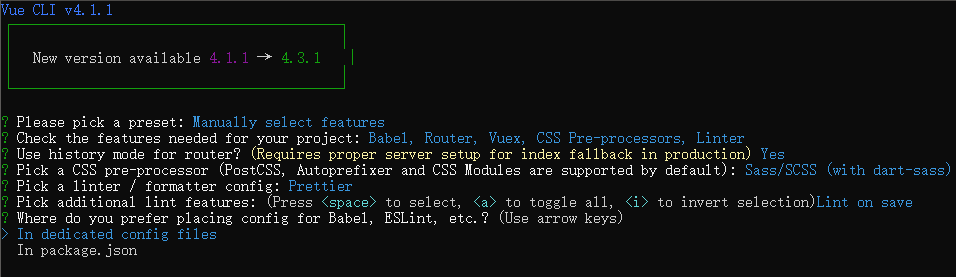 Vue CLI v4.1.1
New version available 4.1.1 → 4.3.1
? Please pick a preset: Manually select features
? Check the features needed for your project: Babel, Router, Vuex, CSS Pre-processors, Linter
? Use history mode for router? (Requires proper server setup for index fallback in production) Yes
? Pick a CSS pre-processor (PostCSS, Autoprefixer and CSS Modules are supported by default): Sass/SCSS (with dart-sass)
? Pick a linter / formatter config: Prettier
? Pick additional lint features: (Press <space> to select, <a> to toggle all, <i> to invert selection)Lint on save
? Where do you prefer placing config for Babel, ESLint, etc.? (Use arrow keys)
> In dedicated config files
In package.json